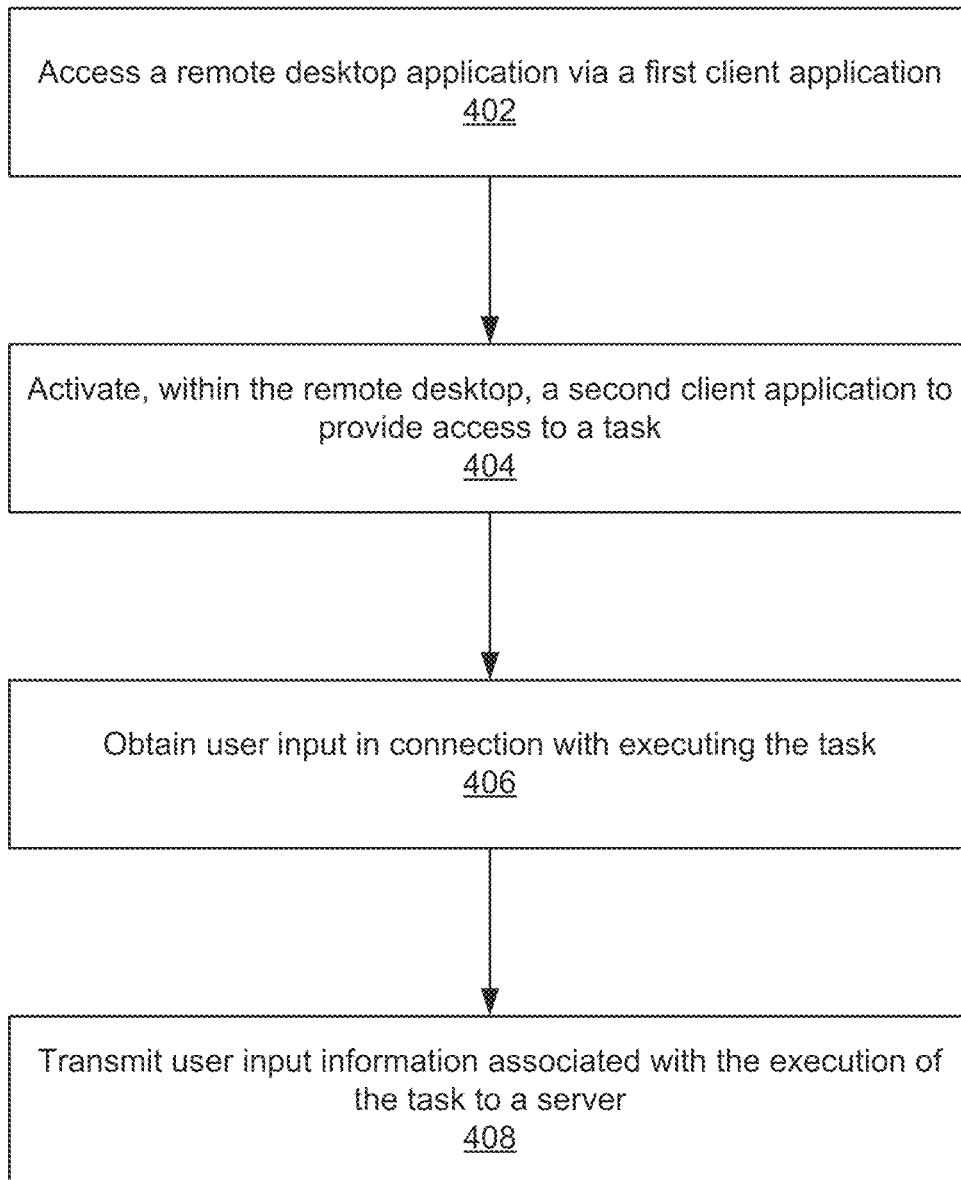 Access a remote desktop application via a first client application
402
Activate, within the remote desktop, a second client application to
provide access to a task
404
Obtain user input in connection with executing the task
406
Transmit user input information associated with the execution of
the task to a server
408